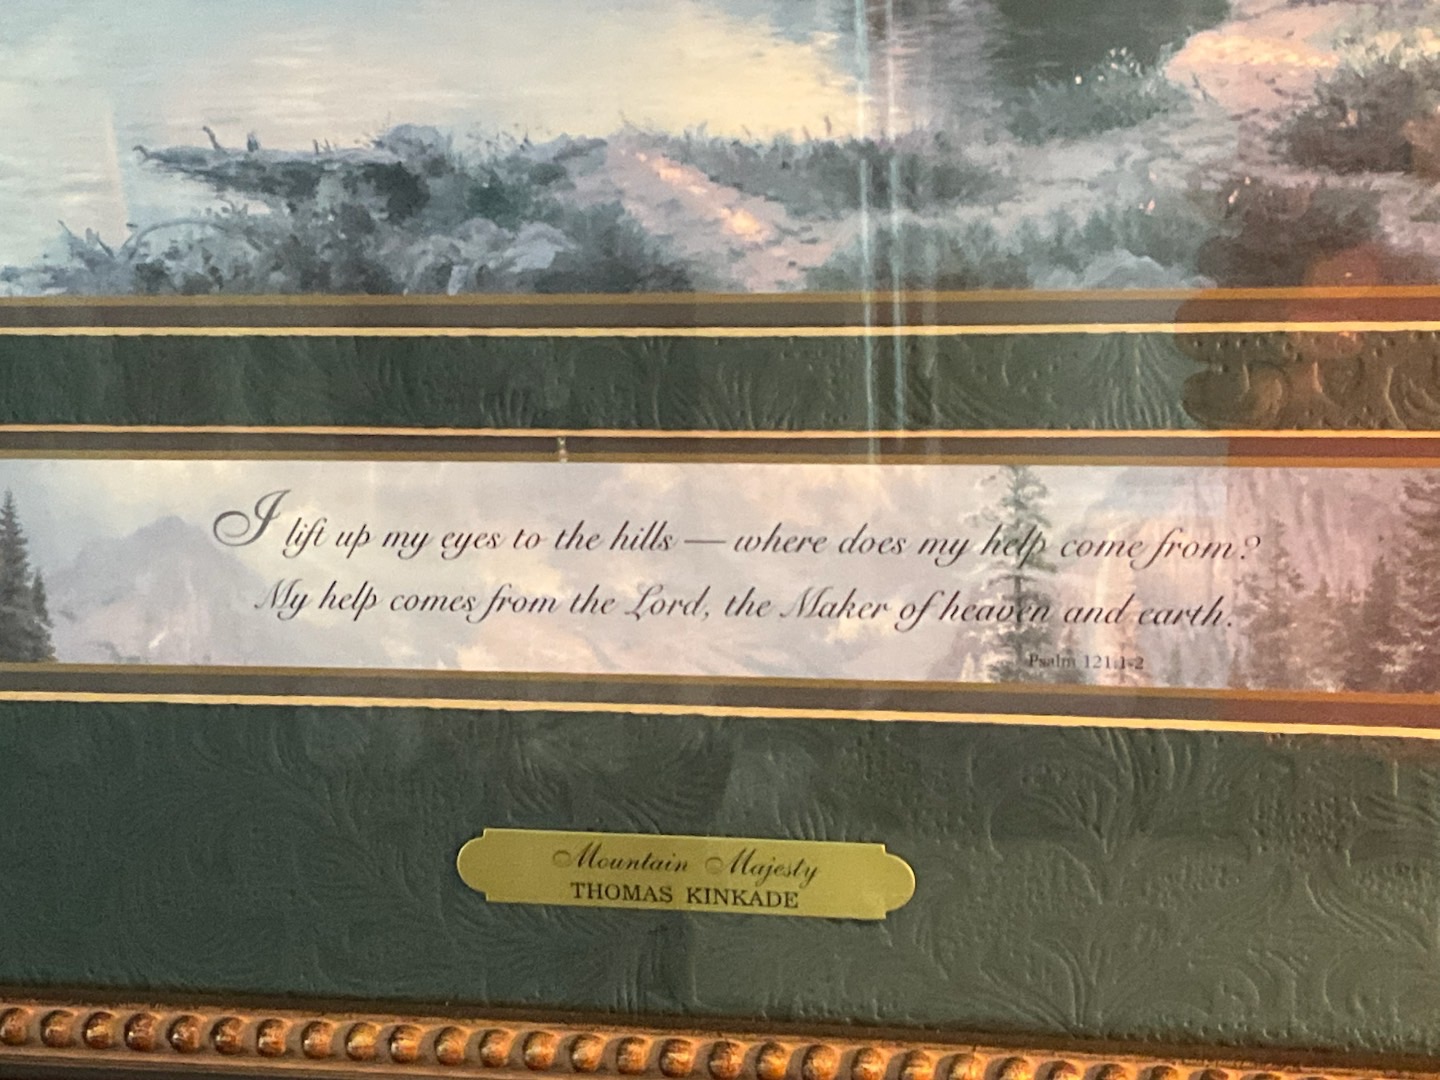 I lift up my eyes to the hills — where does my help come from?
My help comes from the Lord, the Maker of heaven and earth.
Psalm 121:1-2
Mountain Majesty
THOMAS KINKADE